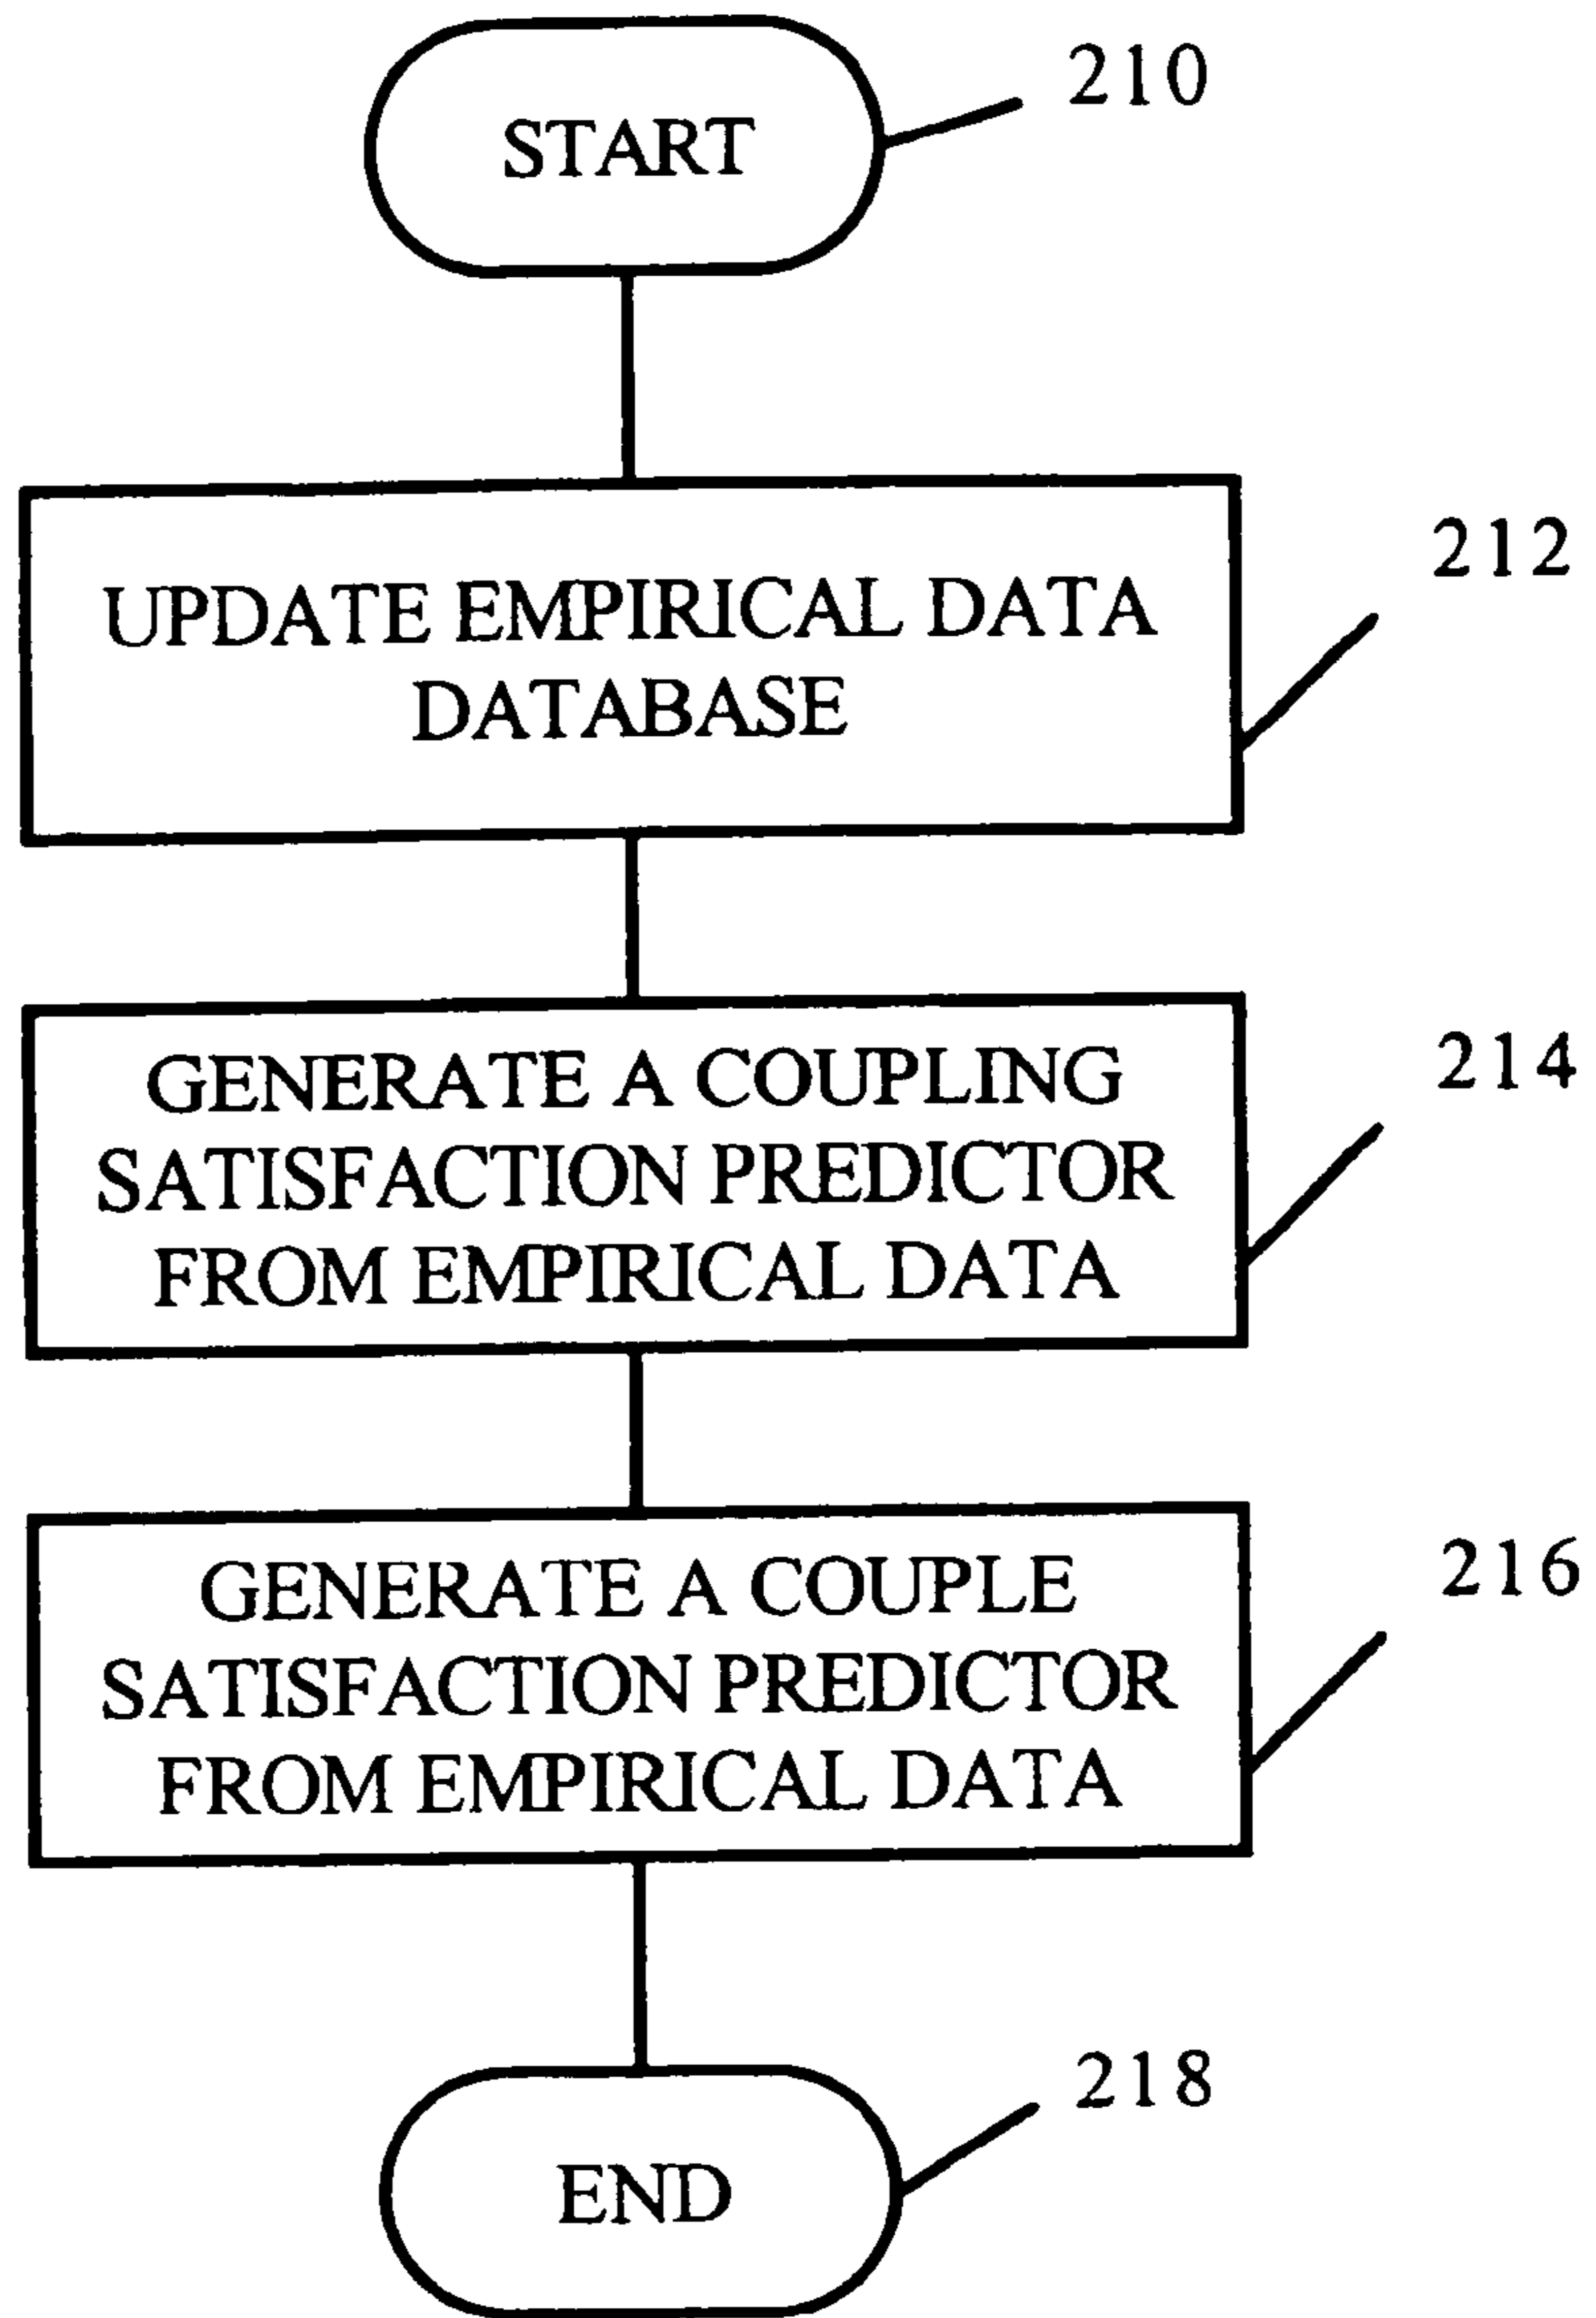 START
210
UPDATE EMPIRICAL DATA
DATABASE
212
GENERATE A COUPLING
SATISFACTION PREDICTOR
FROM EMPIRICAL DATA
214
GENERATE A COUPLE
SATISFACTION PREDICTOR
FROM EMPIRICAL DATA
216
END
218